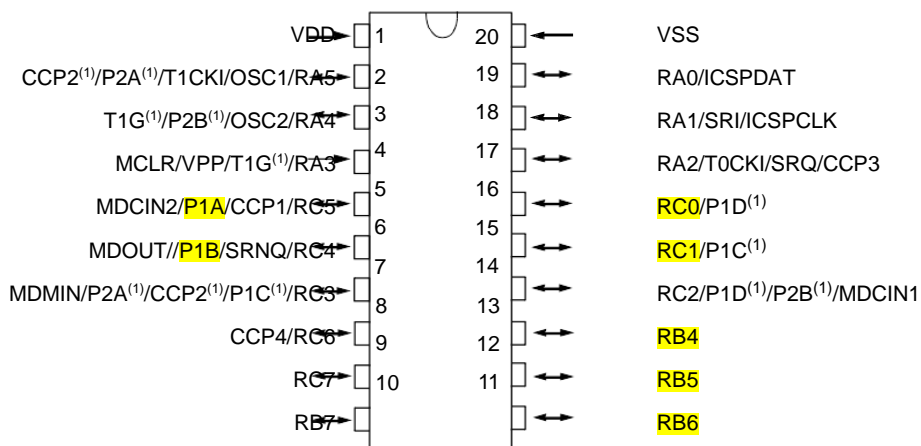 VDD 1 20 VSS
CCP2(1)/P2A(1)/T1CKI/OSC1/RA5 2 19 RA0/ICSPDAT
T1G(1)/P2B(1)/OSC2/RA4 3 18 RA1/SRI/ICSPCLK
MCLR/VPP/T1G(1)/RA3 4 17 RA2/T0CKI/SRQ/CCP3
MDCIN2/P1A/CCP1/RC5 5 16 RC0/P1D(1)
MDOUT//P1B/SRNQ/RC4 6 15 RC1/P1C(1)
MDMIN/P2A(1)/CCP2(1)/P1C(1)/RC3 7 14 RC2/P1D(1)/P2B(1)/MDCIN1
CCP4/RC6 8 13 RB4
RC7 9 12 RB5
RB7 10 11 RB6